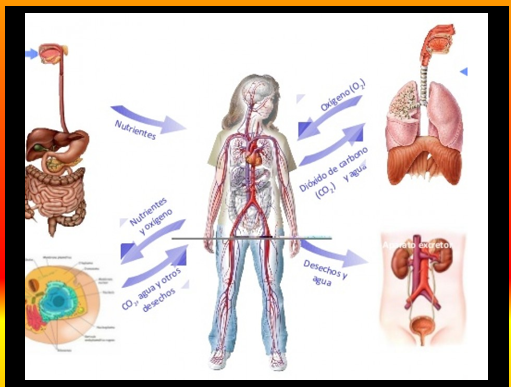 Nutrientes
Oxígeno (O₂)
Dióxido de carbono
(CO₂) y agua
Nutrientes
y oxígeno
CO₂, agua y otros
desechos
Desechos y
agua
Aparato excretor